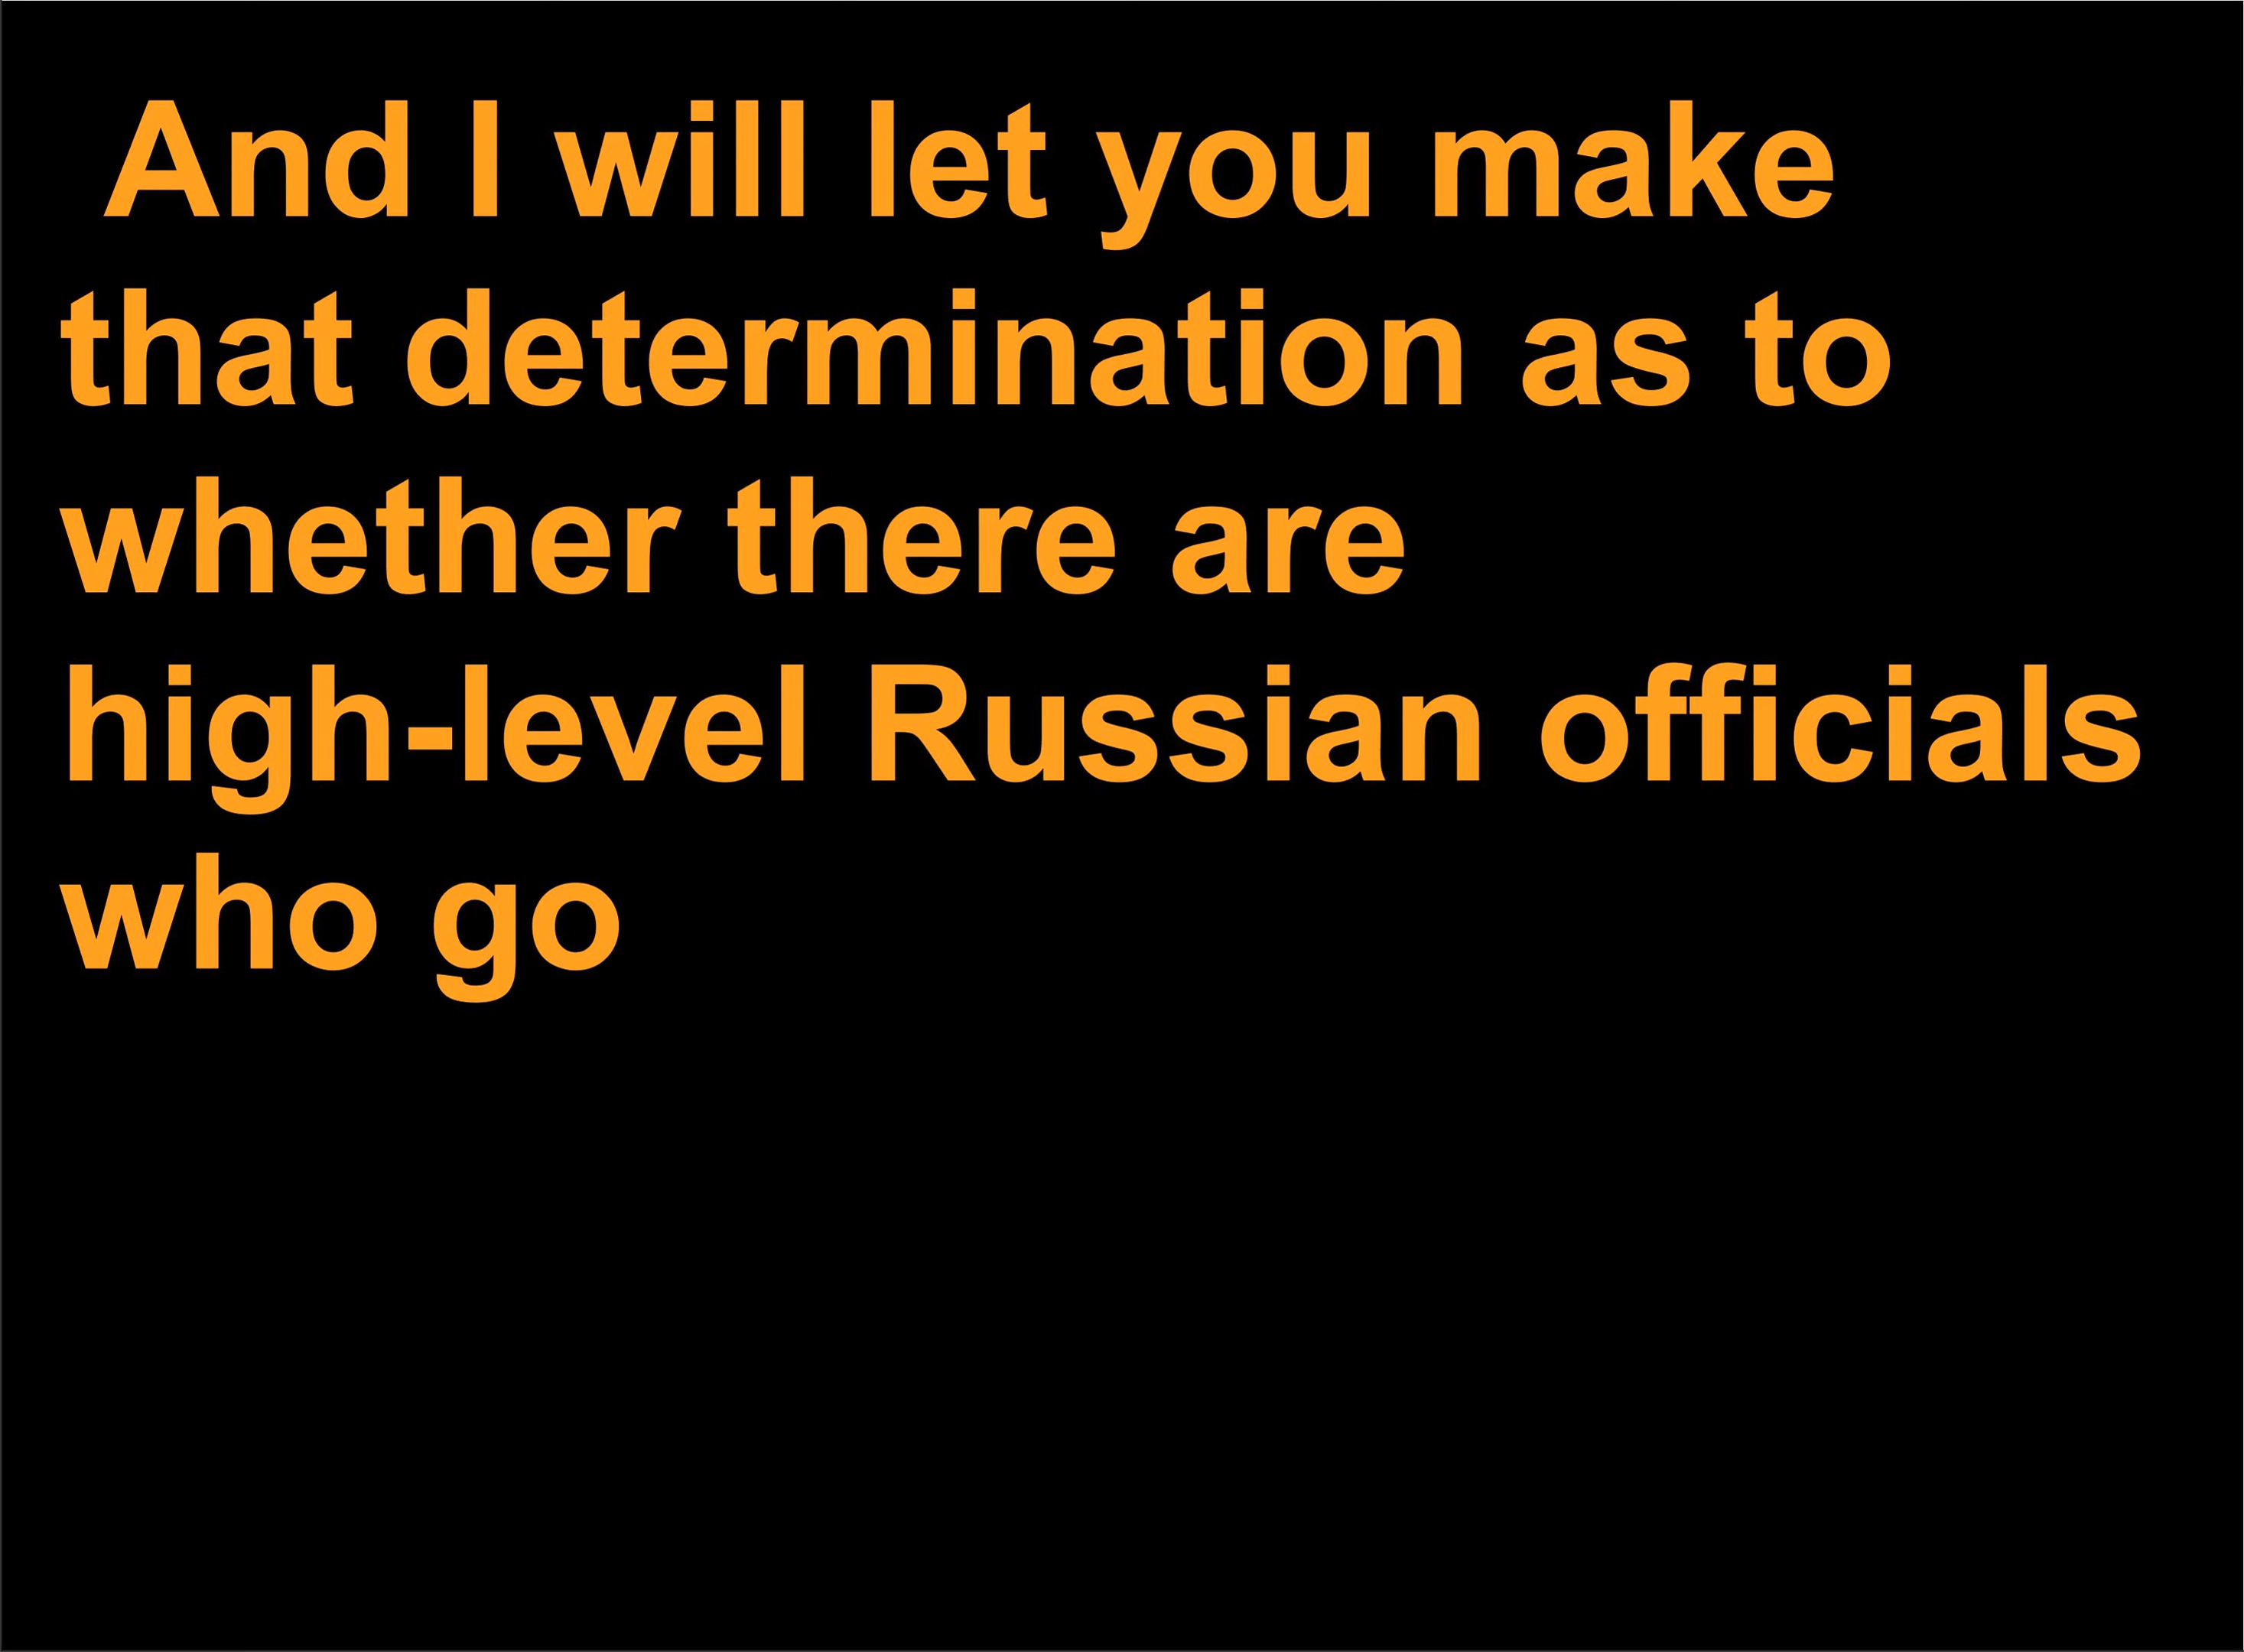 And I will let you make
that determination as to
whether there are
high-level Russian officials
who go